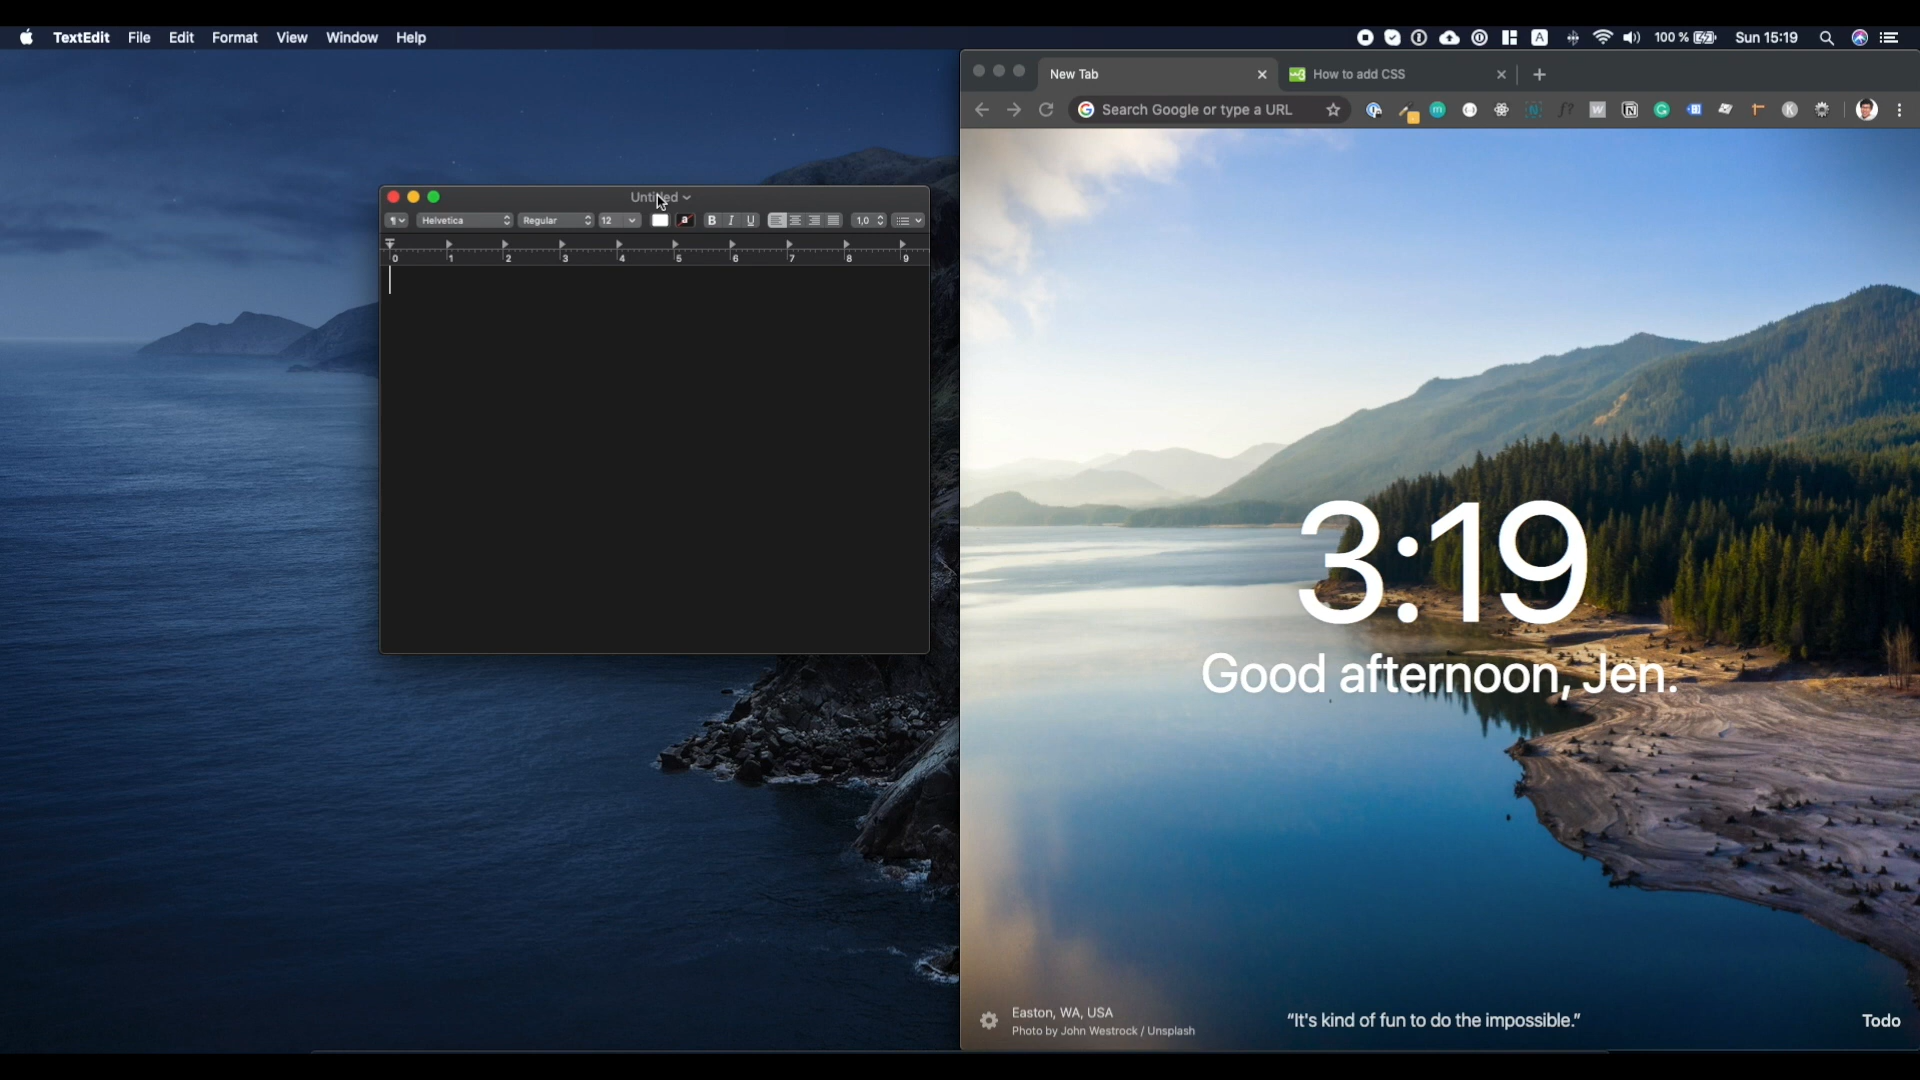 TextEdit File Edit Format View Window Help
A 100 % Sun 15:19
New Tab
How to add CSS
Search Google or type a URL
Untitled
¶ Helvetica Regular 12 a B I U 1,0
0 1 2 3 4 5 6 7 8 9
3:19
Good afternoon, Jen.
Easton, WA, USA
Photo by John Westrock / Unsplash
"It's kind of fun to do the impossible."
Todo